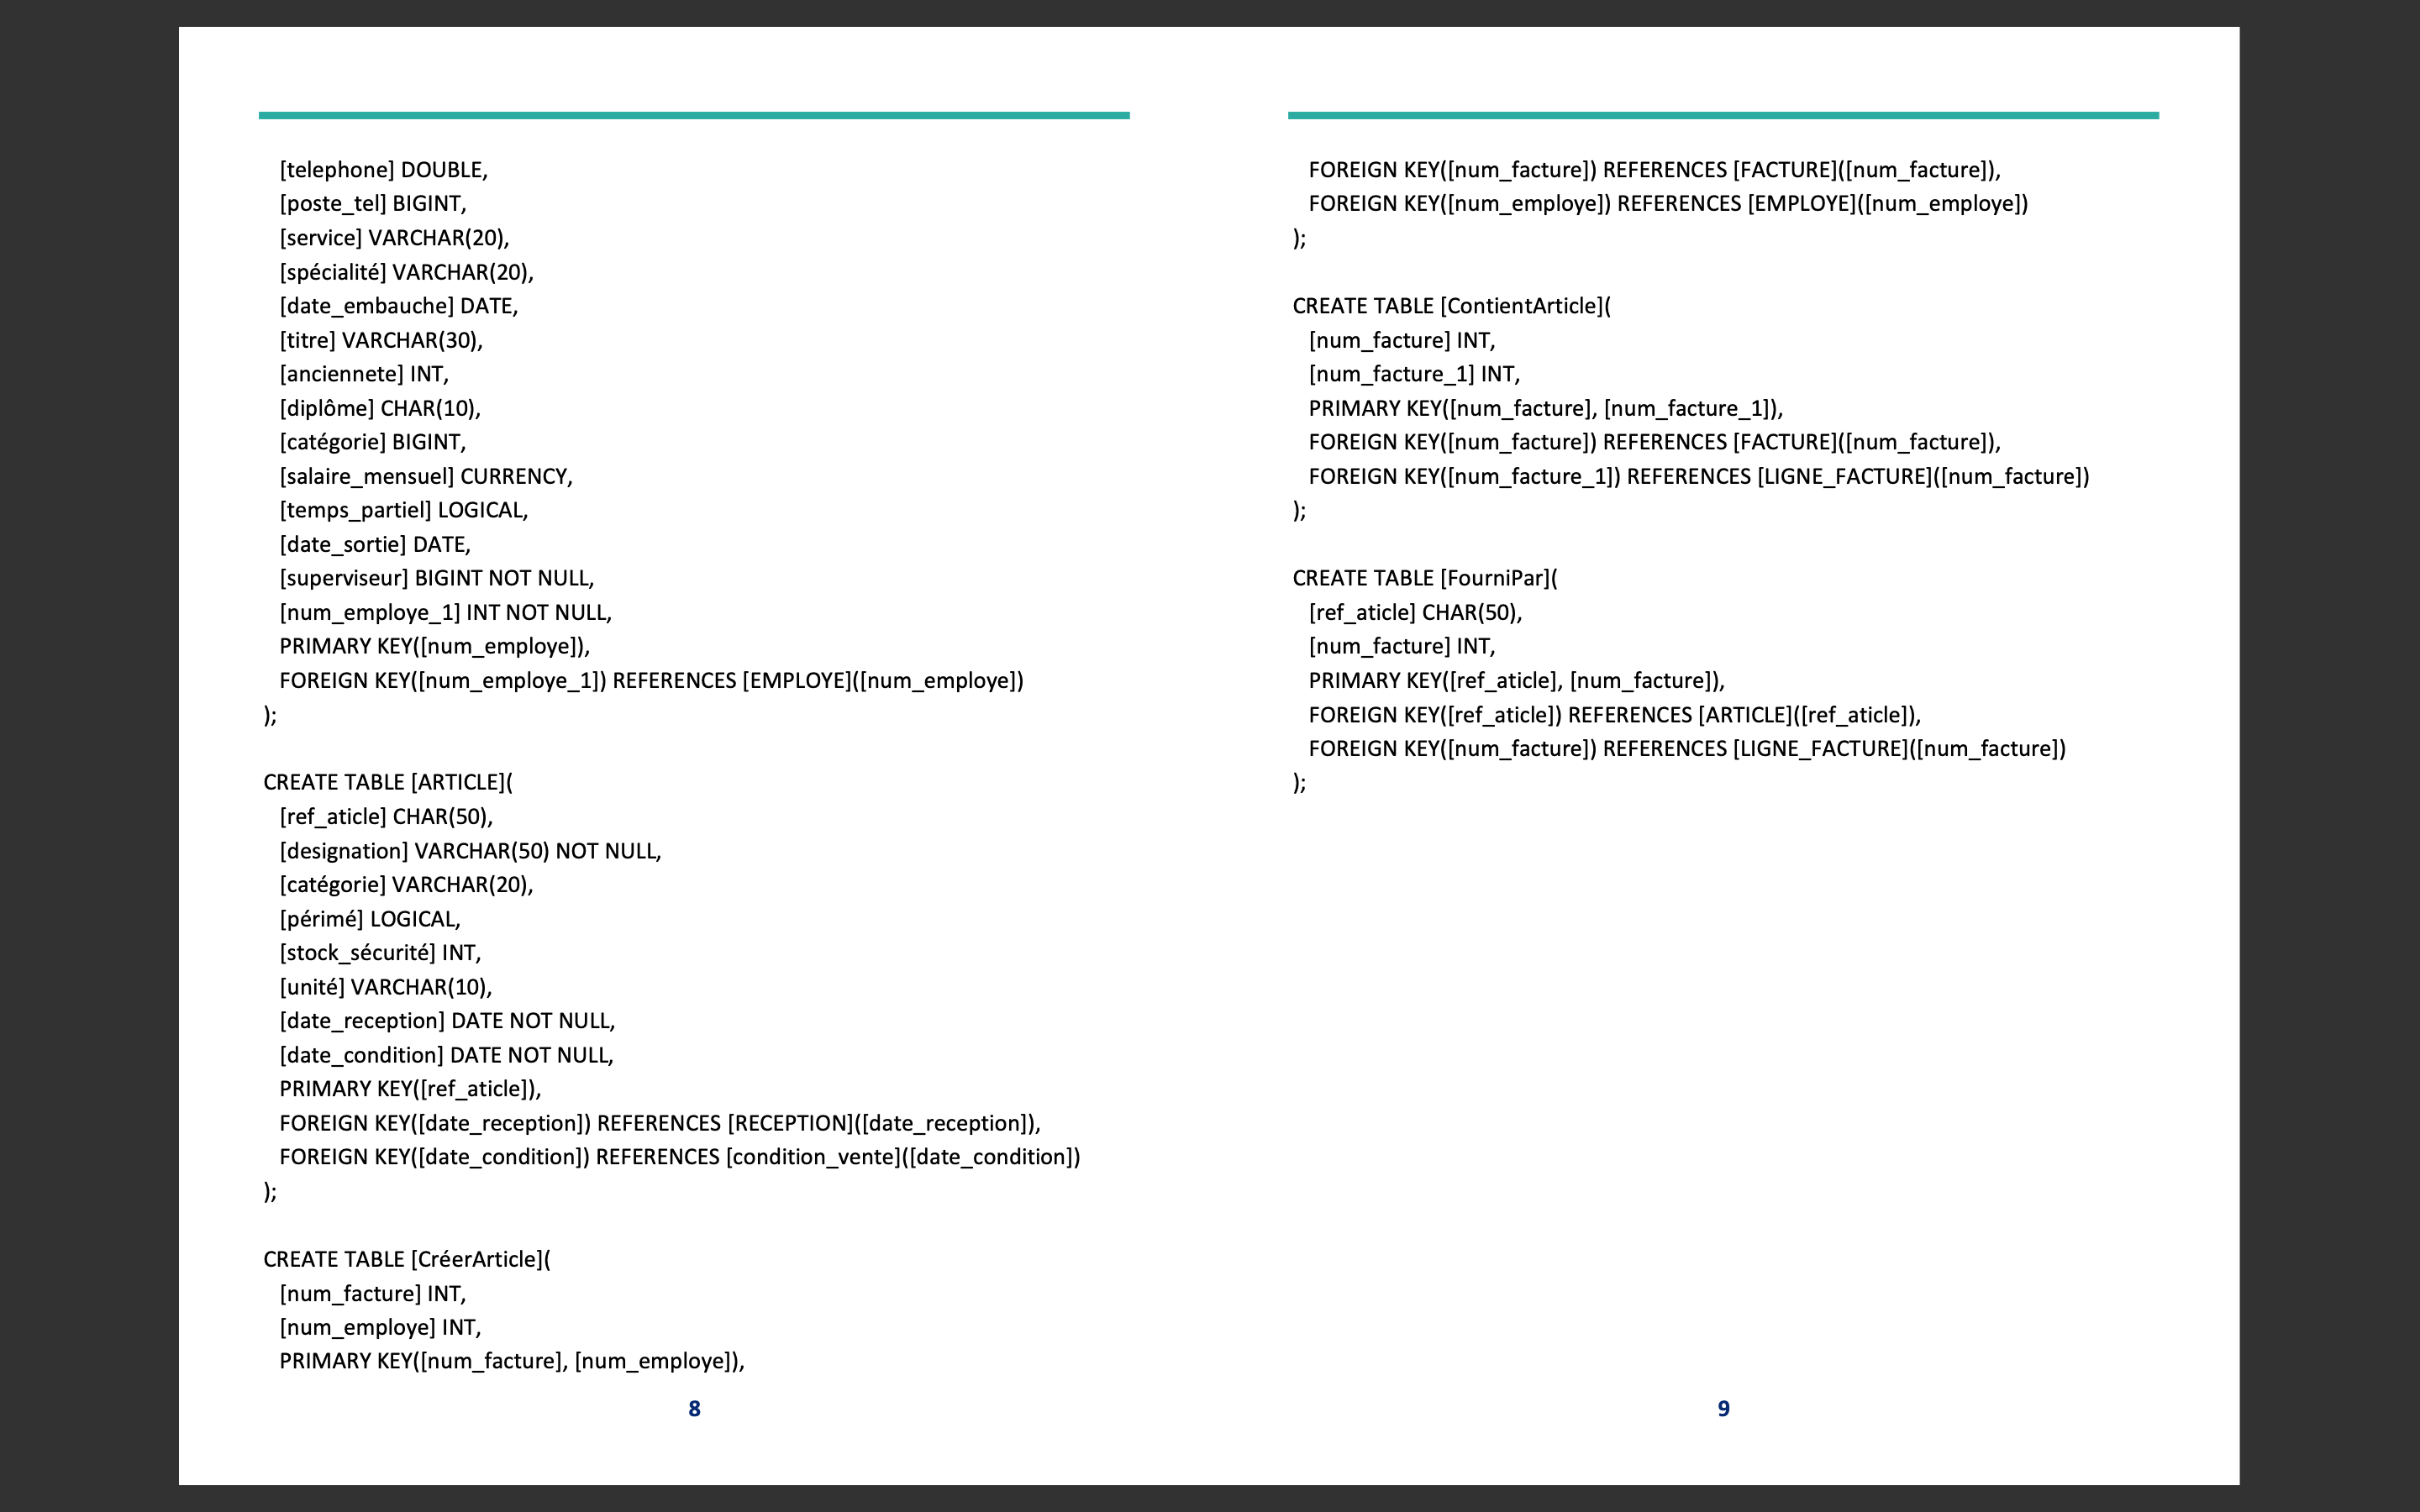 [telephone] DOUBLE,
[poste_tel] BIGINT,
[service] VARCHAR(20),
[spécialité] VARCHAR(20),
[date_embauche] DATE,
[titre] VARCHAR(30),
[anciennete] INT,
[diplôme] CHAR(10),
[catégorie] BIGINT,
[salaire_mensuel] CURRENCY,
[temps_partiel] LOGICAL,
[date_sortie] DATE,
[superviseur] BIGINT NOT NULL,
[num_employe_1] INT NOT NULL,
PRIMARY KEY([num_employe]),
FOREIGN KEY([num_employe_1]) REFERENCES [EMPLOYE]([num_employe])
);
CREATE TABLE [ARTICLE](
[ref_aticle] CHAR(50),
[designation] VARCHAR(50) NOT NULL,
[catégorie] VARCHAR(20),
[périmé] LOGICAL,
[stock_sécurité] INT,
[unité] VARCHAR(10),
[date_reception] DATE NOT NULL,
[date_condition] DATE NOT NULL,
PRIMARY KEY([ref_aticle]),
FOREIGN KEY([date_reception]) REFERENCES [RECEPTION]([date_reception]),
FOREIGN KEY([date_condition]) REFERENCES [condition_vente]([date_condition])
);
CREATE TABLE [CréerArticle](
[num_facture] INT,
[num_employe] INT,
PRIMARY KEY([num_facture], [num_employe]),
8
FOREIGN KEY([num_facture]) REFERENCES [FACTURE]([num_facture]),
FOREIGN KEY([num_employe]) REFERENCES [EMPLOYE]([num_employe])
);
CREATE TABLE [ContientArticle](
[num_facture] INT,
[num_facture_1] INT,
PRIMARY KEY([num_facture], [num_facture_1]),
FOREIGN KEY([num_facture]) REFERENCES [FACTURE]([num_facture]),
FOREIGN KEY([num_facture_1]) REFERENCES [LIGNE_FACTURE]([num_facture])
);
CREATE TABLE [FourniPar](
[ref_aticle] CHAR(50),
[num_facture] INT,
PRIMARY KEY([ref_aticle], [num_facture]),
FOREIGN KEY([ref_aticle]) REFERENCES [ARTICLE]([ref_aticle]),
FOREIGN KEY([num_facture]) REFERENCES [LIGNE_FACTURE]([num_facture])
);
9